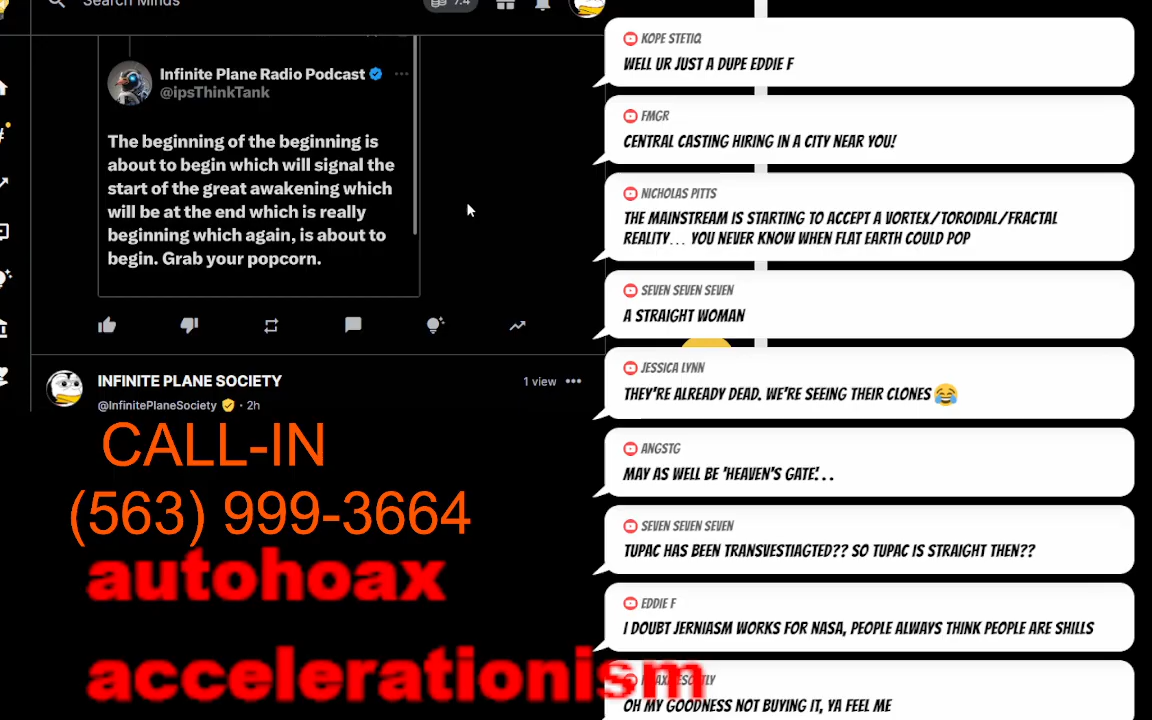 Search Minds
7.4
Infinite Plane Radio Podcast
@ipsThinkTank
The beginning of the beginning is
about to begin which will signal the
start of the great awakening which
will be at the end which is really
beginning which again, is about to
begin. Grab your popcorn.
INFINITE PLANE SOCIETY
1 view
@InfinitePlaneSociety · 2h
CALL-IN
(563) 999-3664
autohoax
accelerationism
KOPE STETIQ
WELL UR JUST A DUPE EDDIE F
FMGR
CENTRAL CASTING HIRING IN A CITY NEAR YOU!
NICHOLAS PITTS
THE MAINSTREAM IS STARTING TO ACCEPT A VORTEX/TOROIDAL/FRACTAL
REALITY... YOU NEVER KNOW WHEN FLAT EARTH COULD POP
SEVEN SEVEN SEVEN
A STRAIGHT WOMAN
JESSICA LYNN
THEY'RE ALREADY DEAD. WE'RE SEEING THEIR CLONES 😂
ANGSTG
MAY AS WELL BE 'HEAVEN'S GATE'...
SEVEN SEVEN SEVEN
TUPAC HAS BEEN TRANSVESTIAGTED?? SO TUPAC IS STRAIGHT THEN??
EDDIE F
I DOUBT JERNIASM WORKS FOR NASA, PEOPLE ALWAYS THINK PEOPLE ARE SHILLS
OH MY GOODNESS NOT BUYING IT, YA FEEL ME